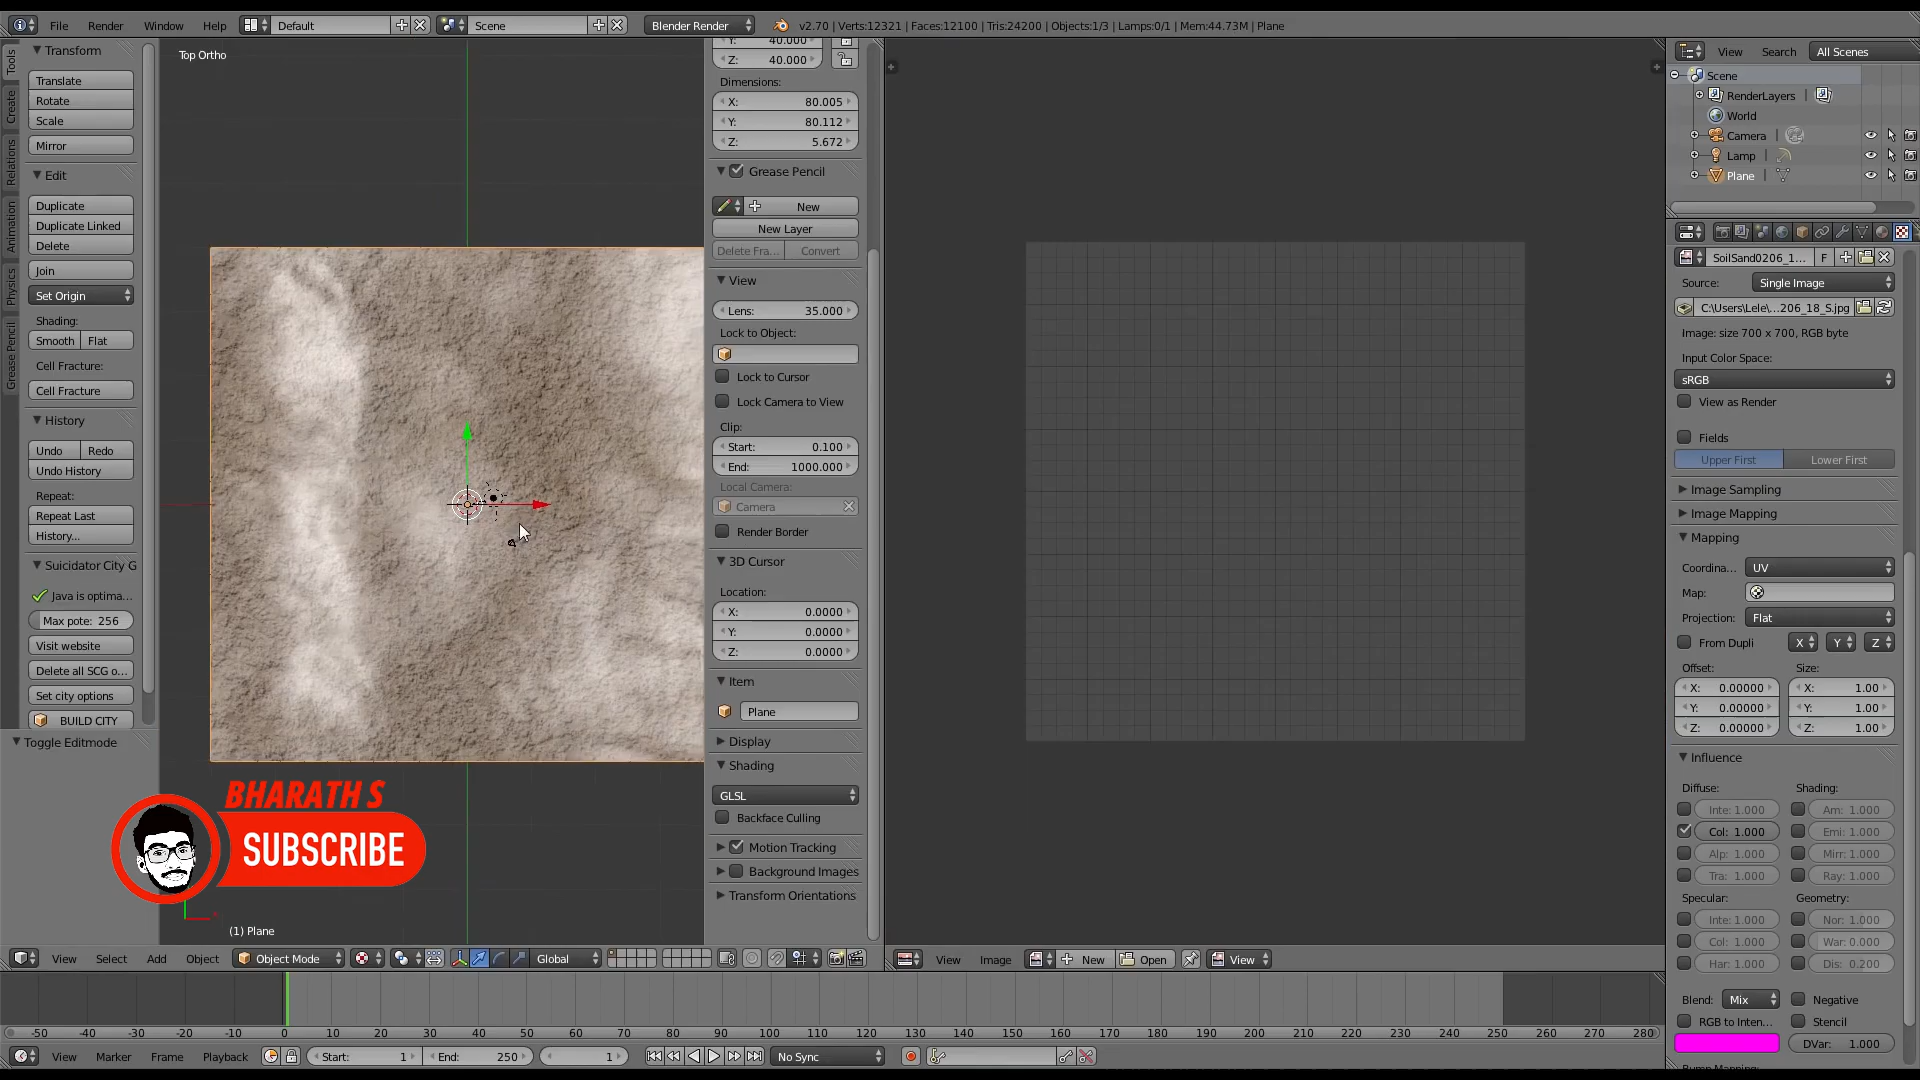 File Render Window Help Default Scene Blender Render v2.70 | Verts:12321 | Faces:12100 | Tris:24200 | Objects:1/3 | Lamps:0/1 | Mem:44.73M | Plane
Tools
Create
Relations
Animation
Physics
Grease Pencil
Transform
Translate
Rotate
Scale
Mirror
Edit
Duplicate
Duplicate Linked
Delete
Join
Set Origin
Shading:
Smooth Flat
Cell Fracture:
Cell Fracture
History
Undo Redo
Undo History
Repeat:
Repeat Last
History...
Suicidator City G
Java is optima...
Max pote: 256
Visit website
Delete all SCG o...
Set city options
BUILD CITY
Toggle Editmode
Top Ortho
BHARATH S
SUBSCRIBE
(1) Plane
Y: 40.000
Z: 40.000
Dimensions:
X: 80.005
Y: 80.112
Z: 5.672
Grease Pencil
New
New Layer
Delete Fra... Convert
View
Lens: 35.000
Lock to Object:
Lock to Cursor
Lock Camera to View
Clip:
Start: 0.100
End: 1000.000
Local Camera:
Camera
Render Border
3D Cursor
Location:
X: 0.0000
Y: 0.0000
Z: 0.0000
Item
Plane
Display
Shading
GLSL
Backface Culling
Motion Tracking
Background Images
Transform Orientations
View Select Add Object Object Mode Global
View Image New Open View
View Search All Scenes
Scene
RenderLayers |
World
Camera |
Lamp |
Plane |
SoilSand0206_1... F
Source: Single Image
C:\Users\Lele\...206_18_S.jpg
Image: size 700 x 700, RGB byte
Input Color Space:
sRGB
View as Render
Fields
Upper First Lower First
Image Sampling
Image Mapping
Mapping
Coordina... UV
Map:
Projection: Flat
From Dupli X Y Z
Offset: Size:
X: 0.00000 X: 1.00
Y: 0.00000 Y: 1.00
Z: 0.00000 Z: 1.00
Influence
Diffuse: Shading:
Inte: 1.000 Am: 1.000
Col: 1.000 Emi: 1.000
Alp: 1.000 Mirr: 1.000
Tra: 1.000 Ray: 1.000
Specular: Geometry:
Inte: 1.000 Nor: 1.000
Col: 1.000 War: 0.000
Har: 1.000 Dis: 0.200
Blend: Mix Negative
RGB to Inten... Stencil
DVar: 1.000
Bump Mapping:
-50 -40 -30 -20 -10 0 10 20 30 40 50 60 70 80 90 100 110 120 130 140 150 160 170 180 190 200 210 220 230 240 250 260 270 280
View Marker Frame Playback Start: 1 End: 250 1 No Sync